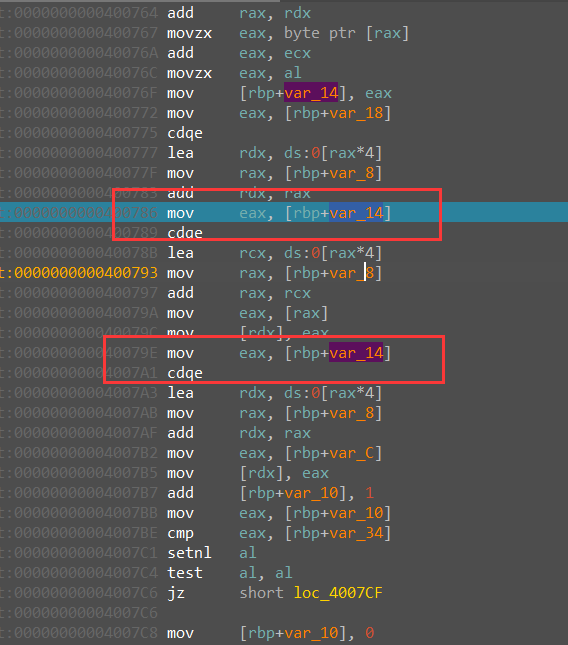 t:0000000000400764 add rax, rdx
t:0000000000400767 movzx eax, byte ptr [rax]
t:000000000040076A add eax, ecx
t:000000000040076C movzx eax, al
t:000000000040076F mov [rbp+var_14], eax
t:0000000000400772 mov eax, [rbp+var_18]
t:0000000000400775 cdqe
t:0000000000400777 lea rdx, ds:0[rax*4]
t:000000000040077F mov rax, [rbp+var_8]
t:0000000000400783 add rdx, rax
t:0000000000400786 mov eax, [rbp+var_14]
t:0000000000400789 cdqe
t:000000000040078B lea rcx, ds:0[rax*4]
t:0000000000400793 mov rax, [rbp+var_8]
t:0000000000400797 add rax, rcx
t:000000000040079A mov eax, [rax]
t:000000000040079C mov [rdx], eax
t:000000000040079E mov eax, [rbp+var_14]
t:00000000004007A1 cdqe
t:00000000004007A3 lea rdx, ds:0[rax*4]
t:00000000004007AB mov rax, [rbp+var_8]
t:00000000004007AF add rdx, rax
t:00000000004007B2 mov eax, [rbp+var_C]
t:00000000004007B5 mov [rdx], eax
t:00000000004007B7 add [rbp+var_10], 1
t:00000000004007BB mov eax, [rbp+var_10]
t:00000000004007BE cmp eax, [rbp+var_34]
t:00000000004007C1 setnl al
t:00000000004007C4 test al, al
t:00000000004007C6 jz short loc_4007CF
t:00000000004007C6
t:00000000004007C8 mov [rbp+var_10], 0